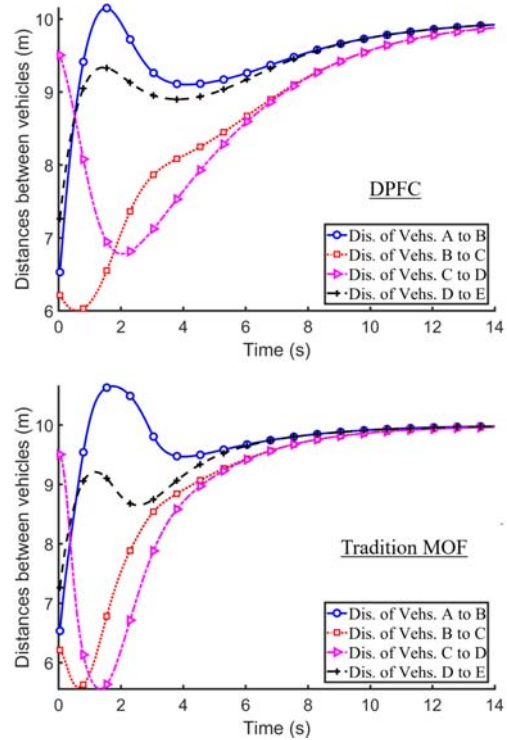 Distances between vehicles (m)
10
9
8
7
6
DPFC
Dis. of Vehs. A to B
Dis. of Vehs. B to C
Dis. of Vehs. C to D
Dis. of Vehs. D to E
0 2 4 6 8 10 12 14
Time (s)
Distances between vehicles (m)
10
9
8
7
6
Tradition MOF
Dis. of Vehs. A to B
Dis. of Vehs. B to C
Dis. of Vehs. C to D
Dis. of Vehs. D to E
0 2 4 6 8 10 12 14
Time (s)